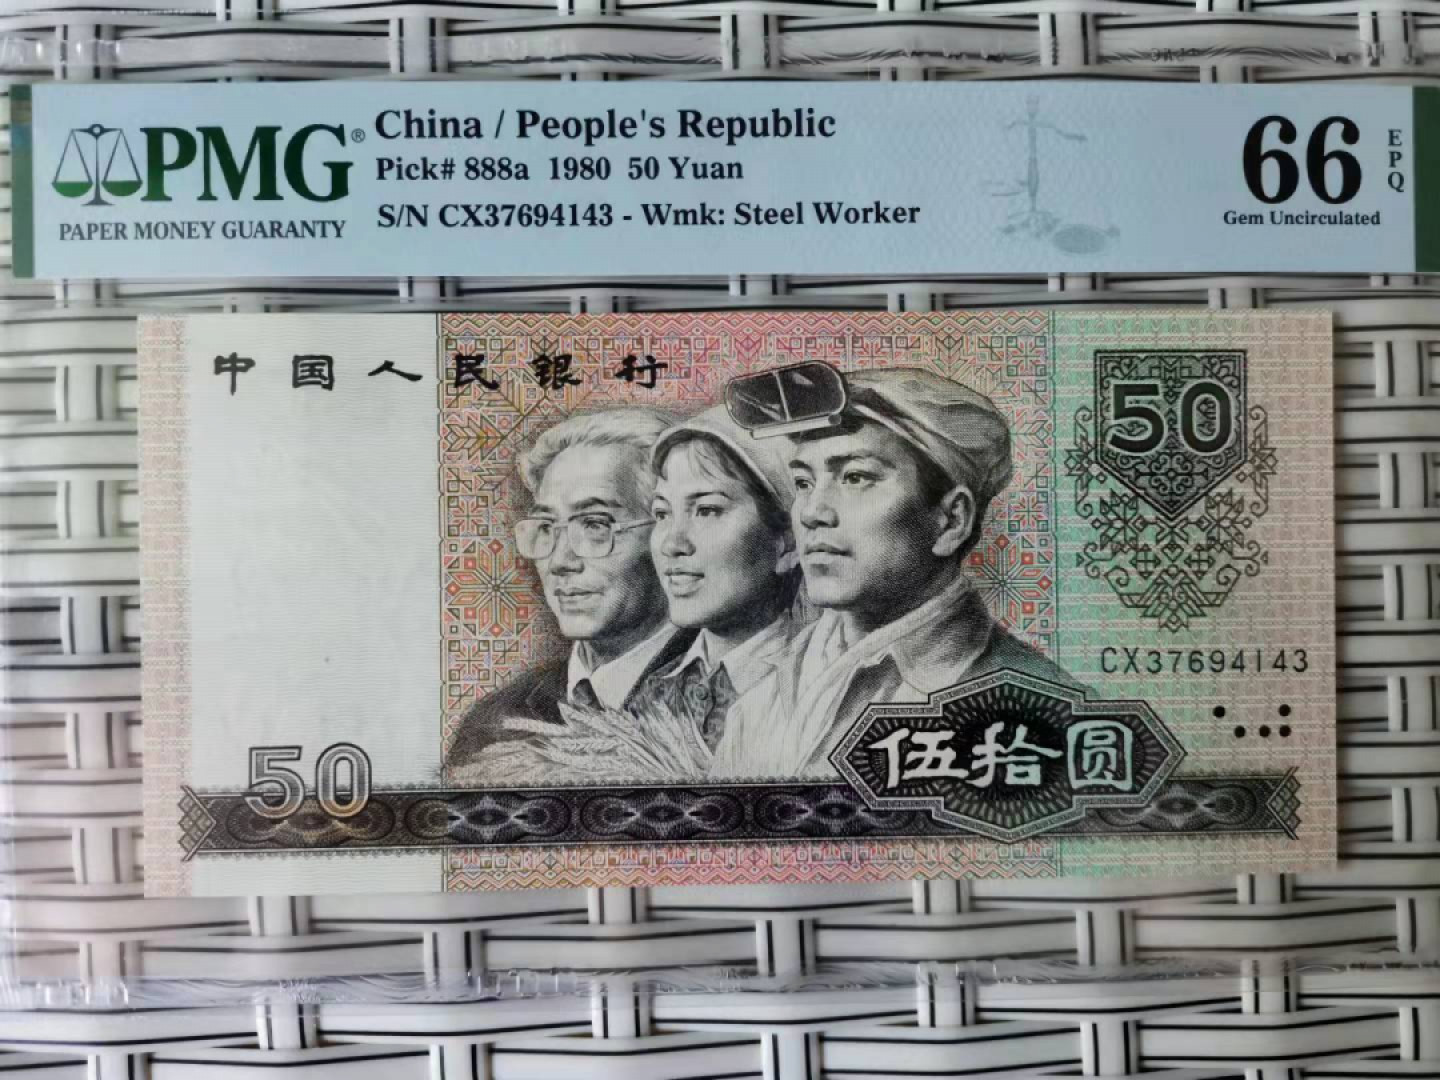 PMG®
PAPER MONEY GUARANTY
China / People's Republic
Pick# 888a 1980 50 Yuan
S/N CX37694143 - Wmk: Steel Worker
66 EPQ
Gem Uncirculated
中国人民银行
50
CX37694143
伍拾圆
50